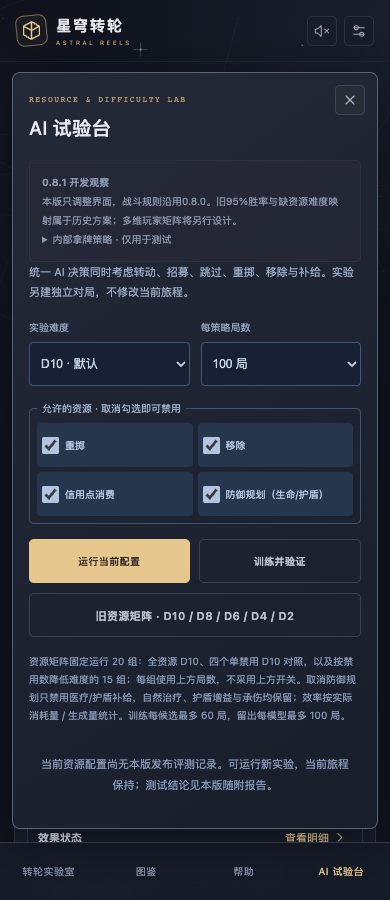 星穹转轮
ASTRAL REELS
RESOURCE & DIFFICULTY LAB
AI 试验台
0.8.1 开发观察
本版只调整界面，战斗规则沿用0.8.0。旧95%胜率与缺资源难度映
射属于历史方案；多维玩家矩阵将另行设计。
▶ 内部拿牌策略 · 仅用于测试
统一 AI 决策同时考虑转动、招募、跳过、重掷、移除与补给。实验
另建独立对局，不修改当前旅程。
实验难度
每策略局数
D10 · 默认
100 局
允许的资源 · 取消勾选即可禁用
重掷
移除
信用点消费
防御规划（生命/护盾）
运行当前配置
训练并验证
旧资源矩阵 · D10 / D8 / D6 / D4 / D2
资源矩阵固定运行 20 组：全资源 D10、四个单禁用 D10 对照，以及按禁
用数降低难度的 15 组；每组使用上方局数，不采用上方开关。取消防御规
划只禁用医疗/护盾补给，自然治疗、护盾增益与承伤均保留；效率按实际
消耗量 / 生成量统计。训练每候选最多 60 局，留出每模型最多 100 局。
当前资源配置尚无本版发布评测记录。可运行新实验，当前旅程
保持；测试结论见本版随附报告。
效果状态
查看明细
转轮实验室
图鉴
帮助
AI 试验台